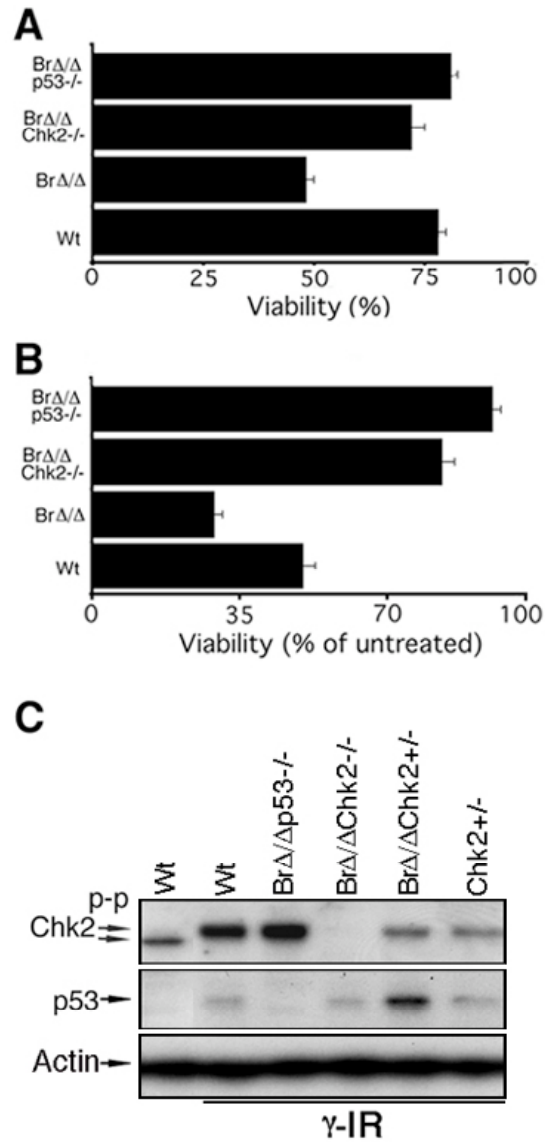 A
BrΔ/Δ
p53-/-
BrΔ/Δ
Chk2-/-
BrΔ/Δ
Wt
0 25 50 75 100
Viability (%)
B
BrΔ/Δ
p53-/-
BrΔ/Δ
Chk2-/-
BrΔ/Δ
Wt
0 35 70 100
Viability (% of untreated)
C
Wt
Wt
BrΔ/Δp53-/-
BrΔ/ΔChk2-/-
BrΔ/ΔChk2+/-
Chk2+/-
p-p
Chk2
p53
Actin
γ-IR